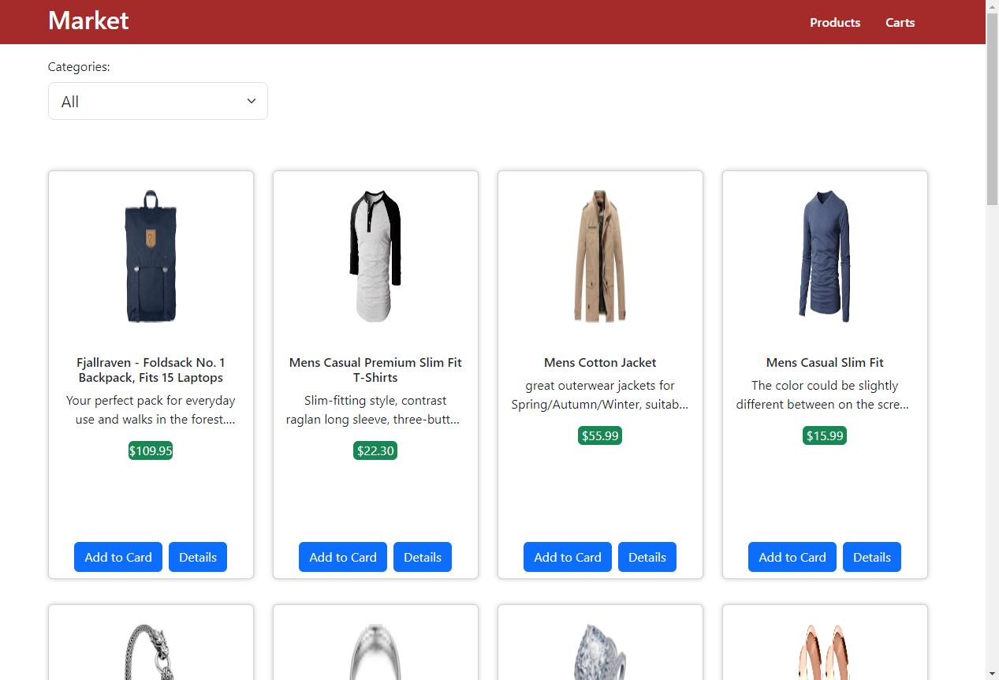 Market
Products
Carts
Categories:
All
Fjallraven - Foldsack No. 1
Backpack, Fits 15 Laptops
Your perfect pack for everyday
use and walks in the forest....
$109.95
Add to Card
Details
Mens Casual Premium Slim Fit
T-Shirts
Slim-fitting style, contrast
raglan long sleeve, three-butt...
$22.30
Add to Card
Details
Mens Cotton Jacket
great outerwear jackets for
Spring/Autumn/Winter, suitab...
$55.99
Add to Card
Details
Mens Casual Slim Fit
The color could be slightly
different between on the scre...
$15.99
Add to Card
Details